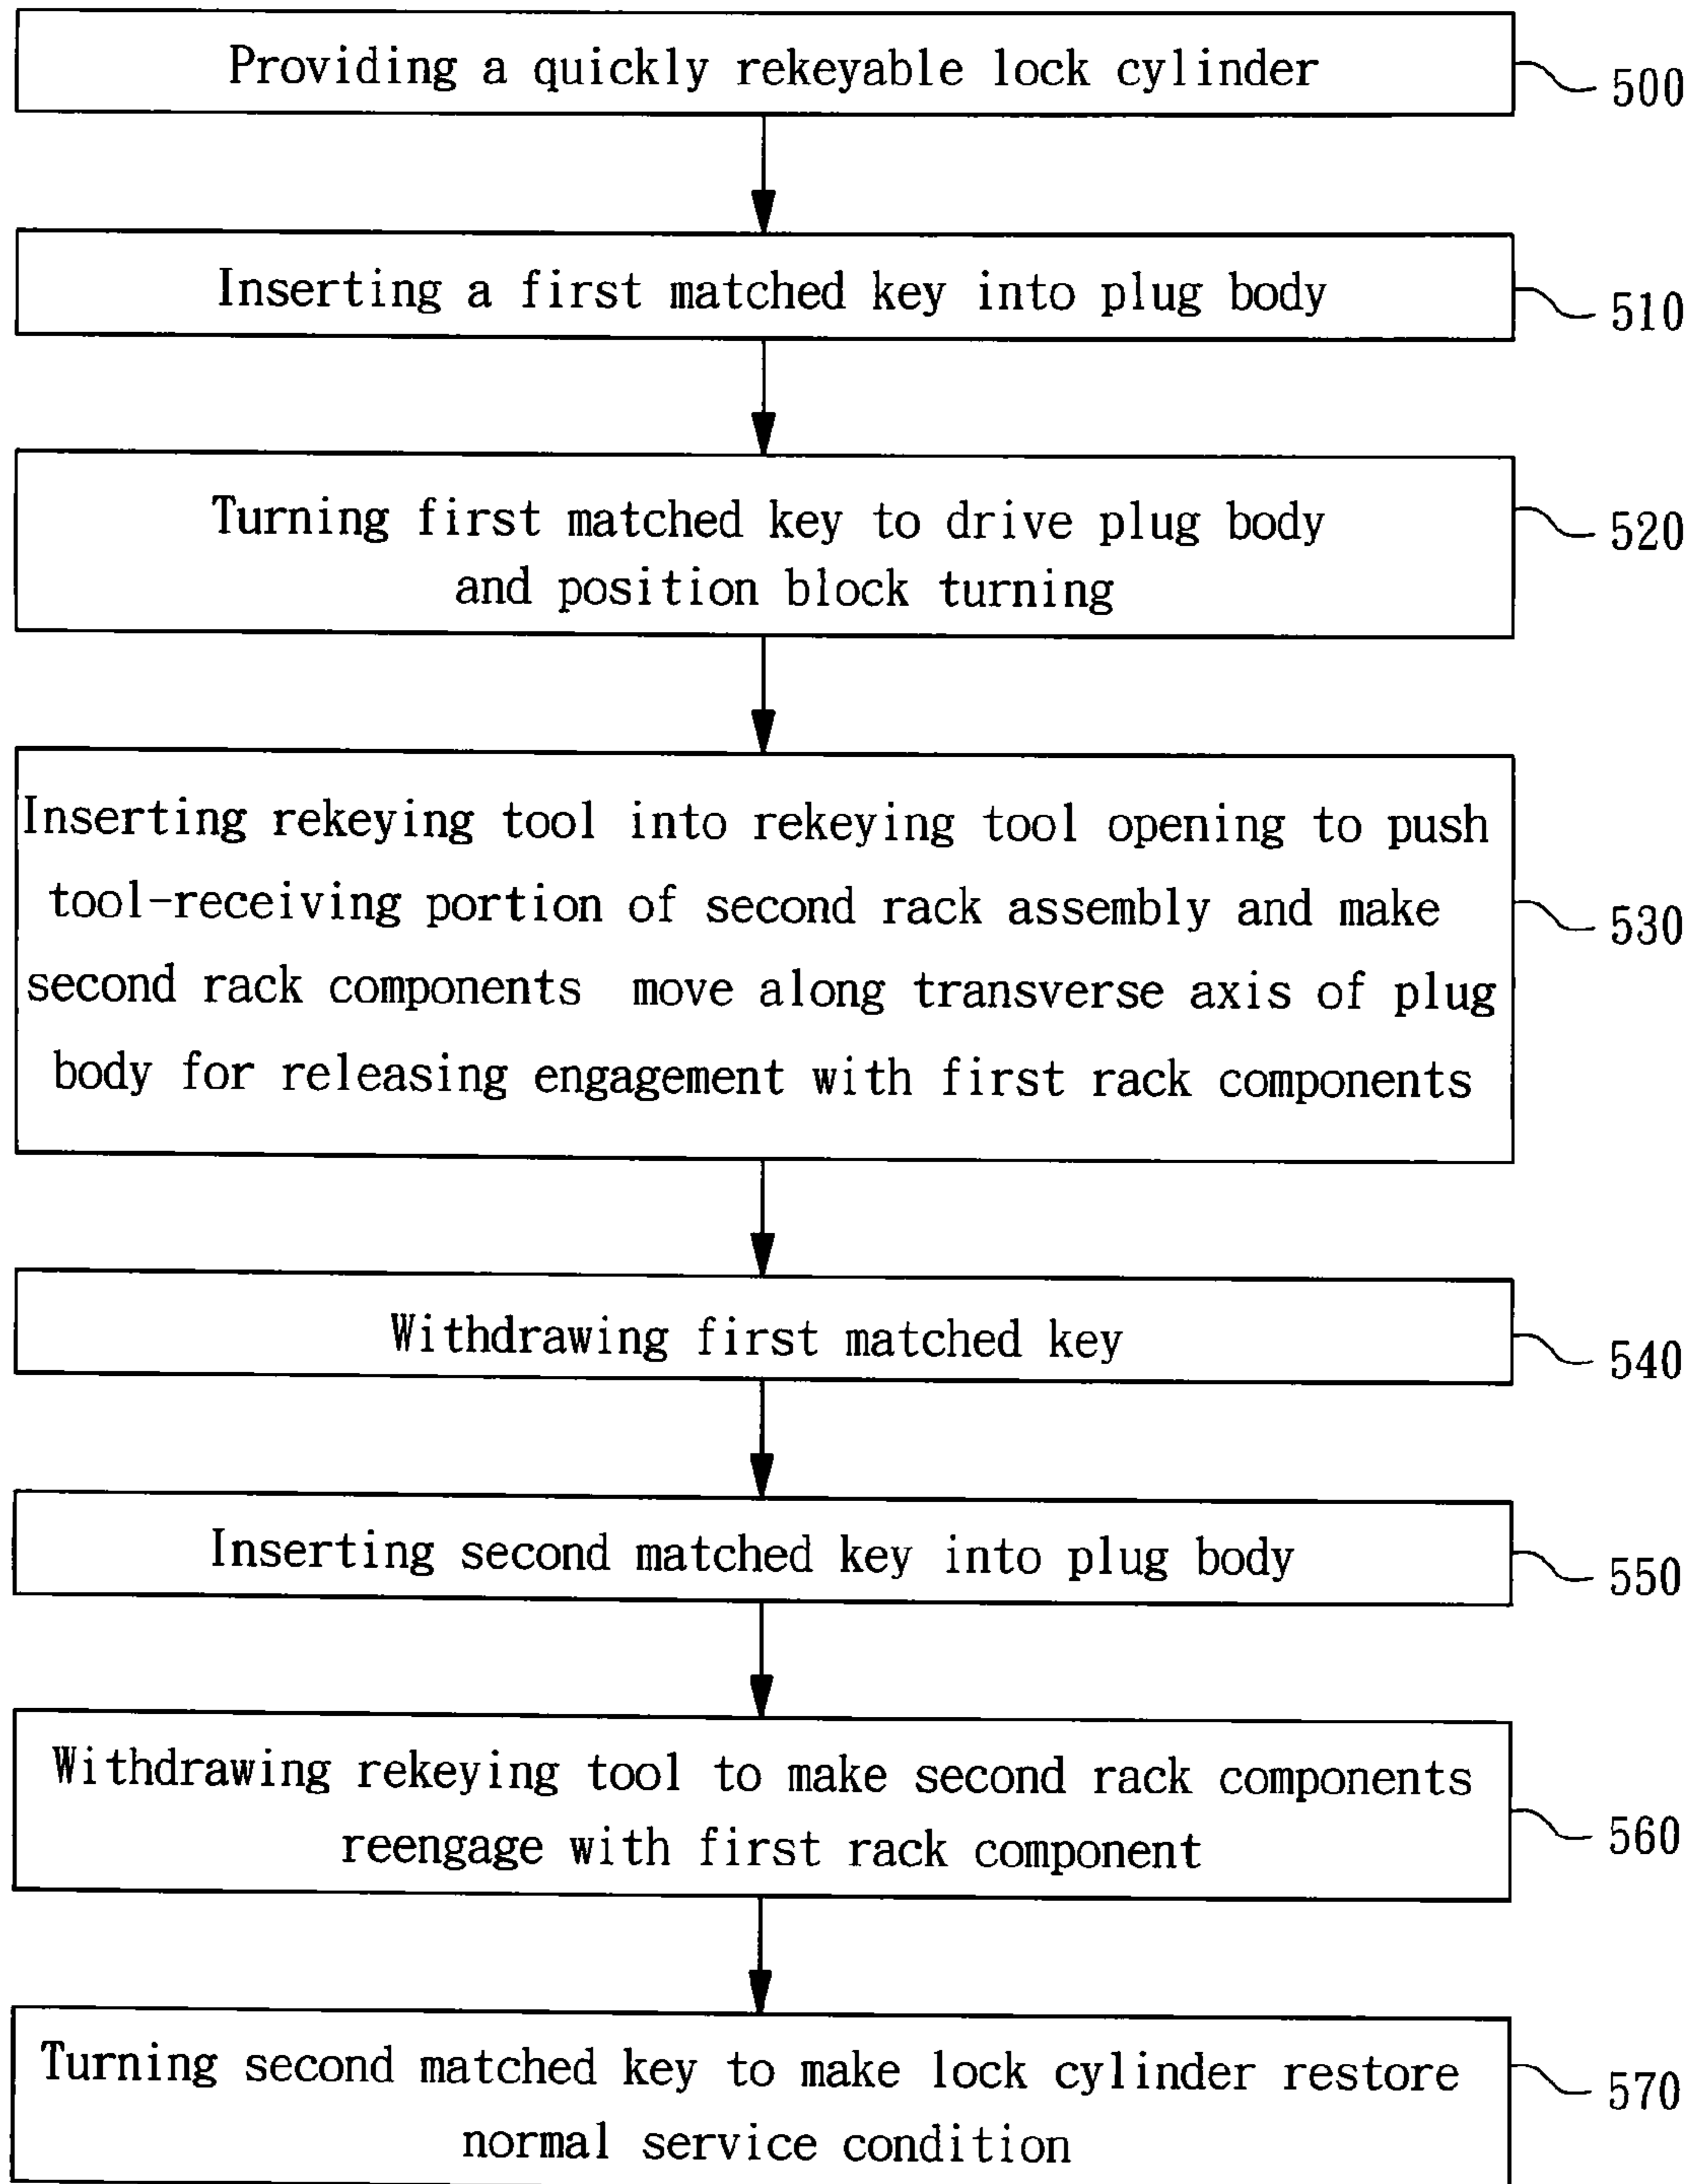 Providing a quickly rekeyable lock cylinder
500
Inserting a first matched key into plug body
510
Turning first matched key to drive plug body
and position block turning
520
Inserting rekeying tool into rekeying tool opening to push
tool-receiving portion of second rack assembly and make
second rack components move along transverse axis of plug
body for releasing engagement with first rack components
530
Withdrawing first matched key
540
Inserting second matched key into plug body
550
Withdrawing rekeying tool to make second rack components
reengage with first rack component
560
Turning second matched key to make lock cylinder restore
normal service condition
570